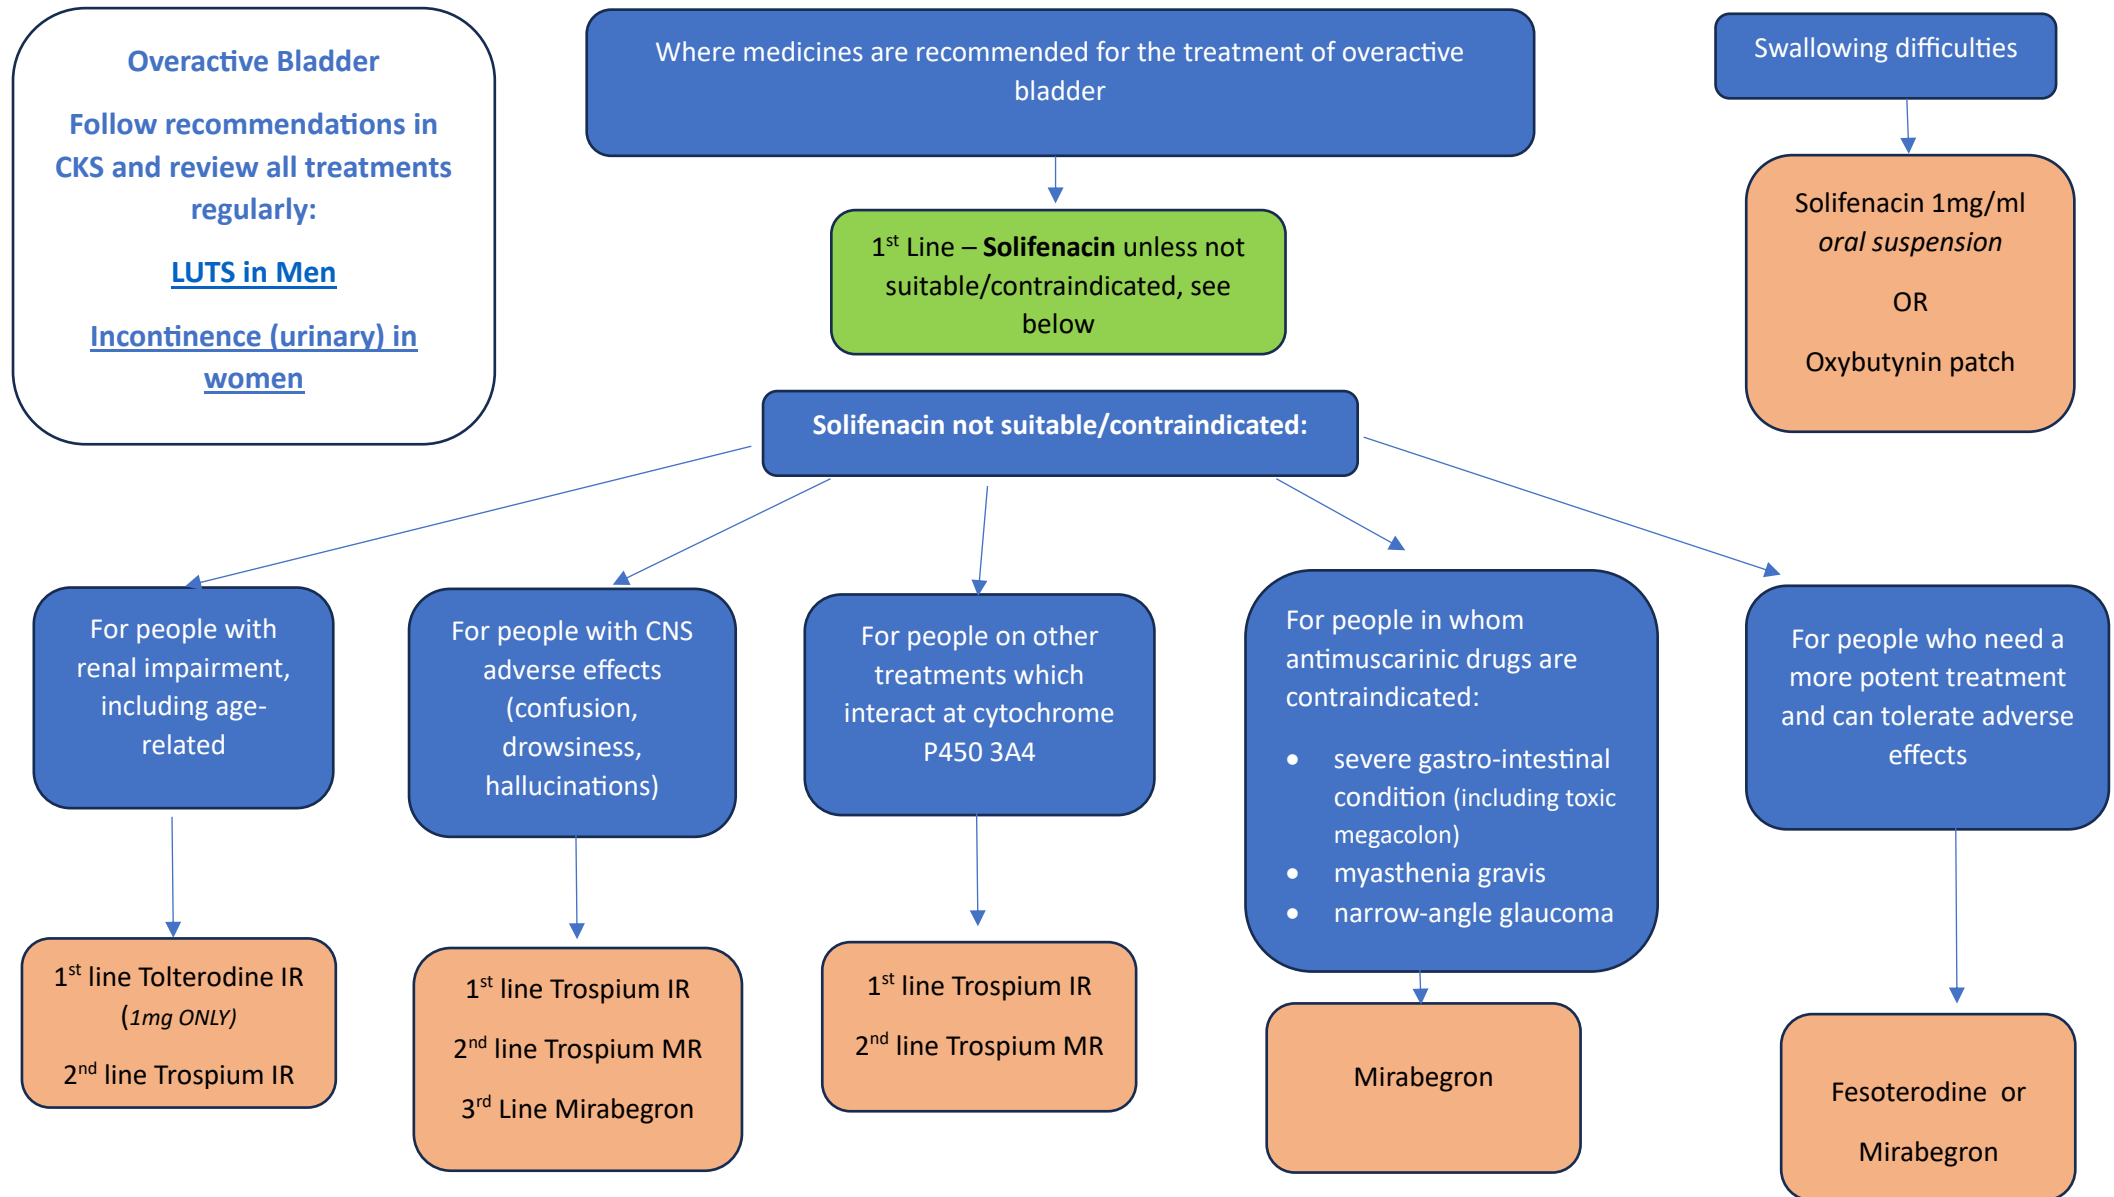 Overactive Bladder
Follow recommendations in
CKS and review all treatments
regularly:
LUTS in Men
Incontinence (urinary) in
women
Where medicines are recommended for the treatment of overactive
bladder
1st Line – Solifenacin unless not
suitable/contraindicated, see
below
Swallowing difficulties
Solifenacin 1mg/ml
oral suspension
OR
Oxybutynin patch
Solifenacin not suitable/contraindicated:
For people with
renal impairment,
including age-
related
1st line Tolterodine IR
(1mg ONLY)
2nd line Trospium IR
For people with CNS
adverse effects
(confusion,
drowsiness,
hallucinations)
1st line Trospium IR
2nd line Trospium MR
3rd Line Mirabegron
For people on other
treatments which
interact at cytochrome
P450 3A4
1st line Trospium IR
2nd line Trospium MR
For people in whom
antimuscarinic drugs are
contraindicated:
• severe gastro-intestinal
condition (including toxic
megacolon)
• myasthenia gravis
• narrow-angle glaucoma
Mirabegron
For people who need a
more potent treatment
and can tolerate adverse
effects
Fesoterodine or
Mirabegron